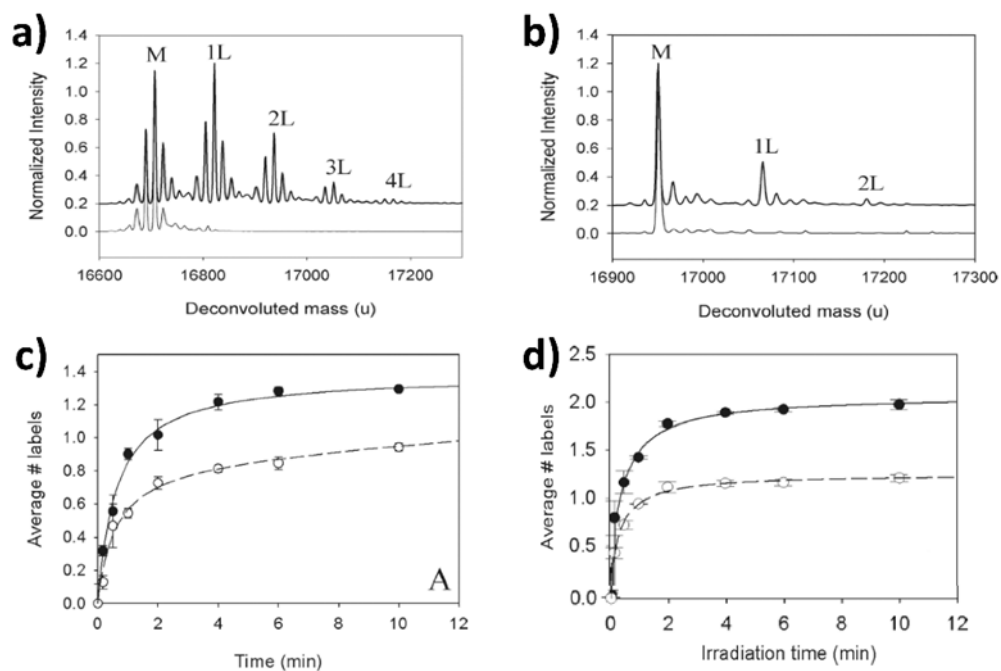 a)
Normalized Intensity
1.4
1.2
1.0
0.8
0.6
0.4
0.2
0.0
M
1L
2L
3L
4L
16600
16800
17000
17200
Deconvoluted mass (u)
b)
Normalized Intensity
1.4
1.2
1.0
0.8
0.6
0.4
0.2
0.0
M
1L
2L
16900
17000
17100
17200
17300
Deconvoluted mass (u)
c)
Average # labels
1.4
1.2
1.0
0.8
0.6
0.4
0.2
0.0
A
0
2
4
6
8
10
12
Time (min)
d)
Average # labels
2.5
2.0
1.5
1.0
0.5
0.0
0
2
4
6
8
10
12
Irradiation time (min)